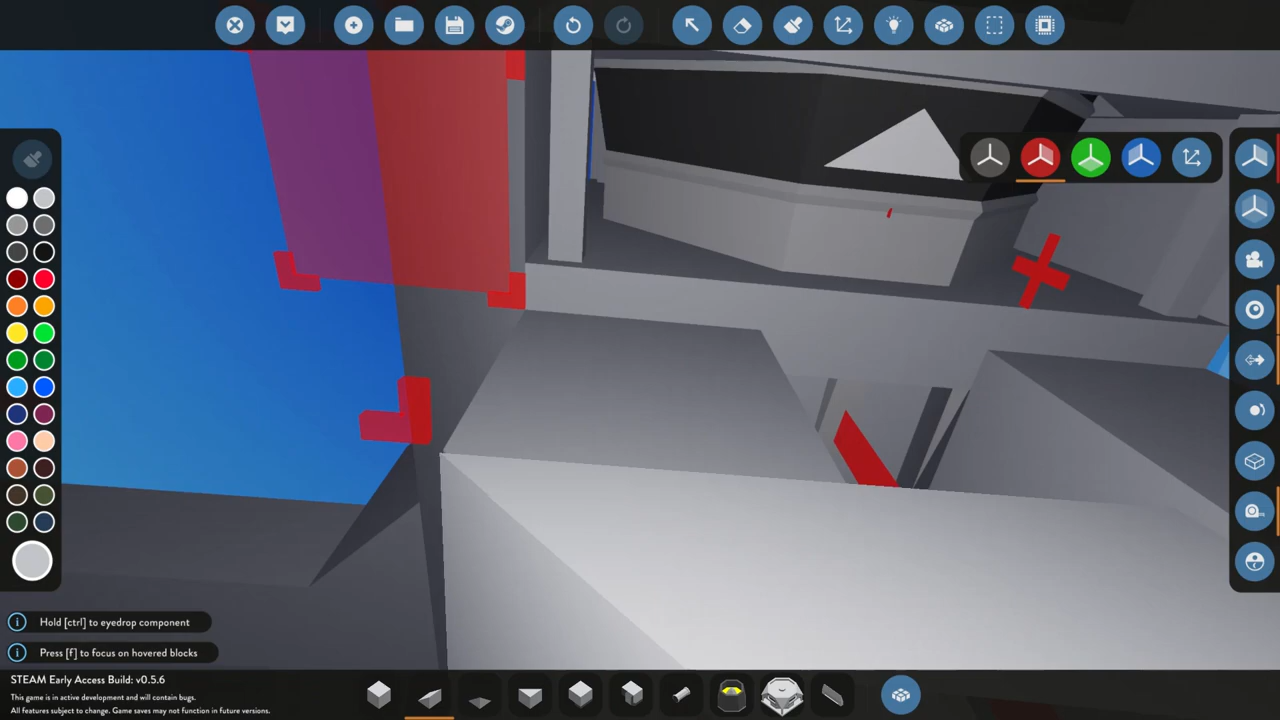 Hold [ctrl] to eyedrop component
Press [f] to focus on hovered blocks
STEAM Early Access Build: v0.5.6
This game is in active development and will contain bugs.
All features subject to change. Game saves may not function in future versions.